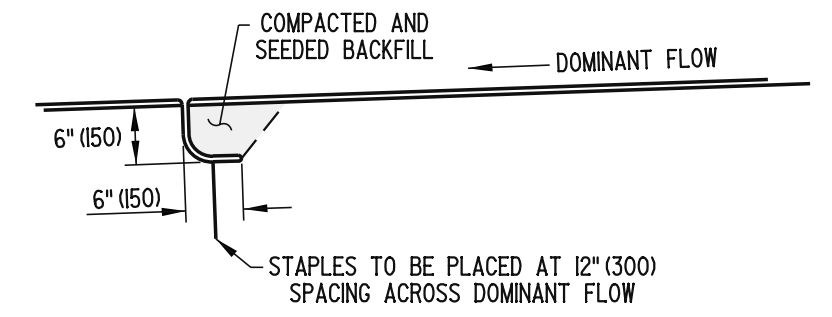 COMPACTED AND
SEEDED BACKFILL
DOMINANT FLOW
6" (150)
6" (150)
STAPLES TO BE PLACED AT 12" (300)
SPACING ACROSS DOMINANT FLOW